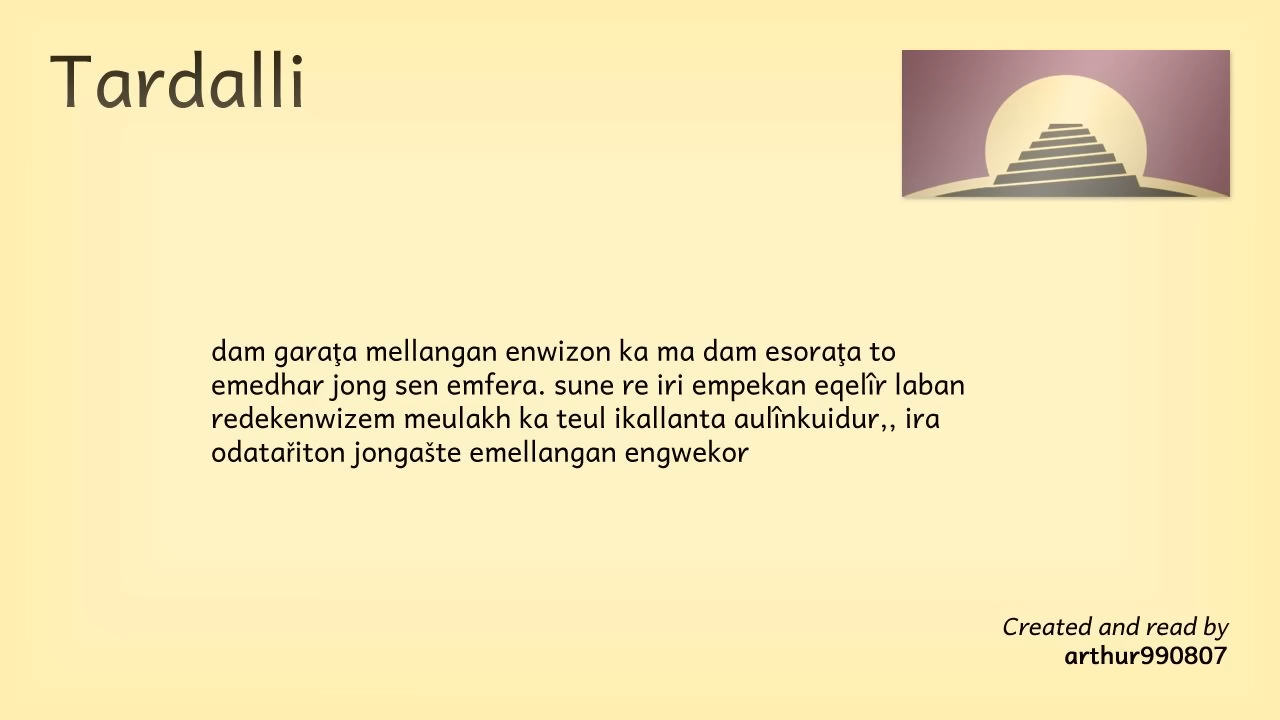 Tardalli
dam garaţa mellangan enwizon ka ma dam esoraţa to
emedhar jong sen emfera. sune re iri empekan eqelîr laban
redekenwizem meulakh ka teul ikallanta aulînkuidur,, ira
odatařiton jongašte emellangan engwekor
Created and read by
arthur990807